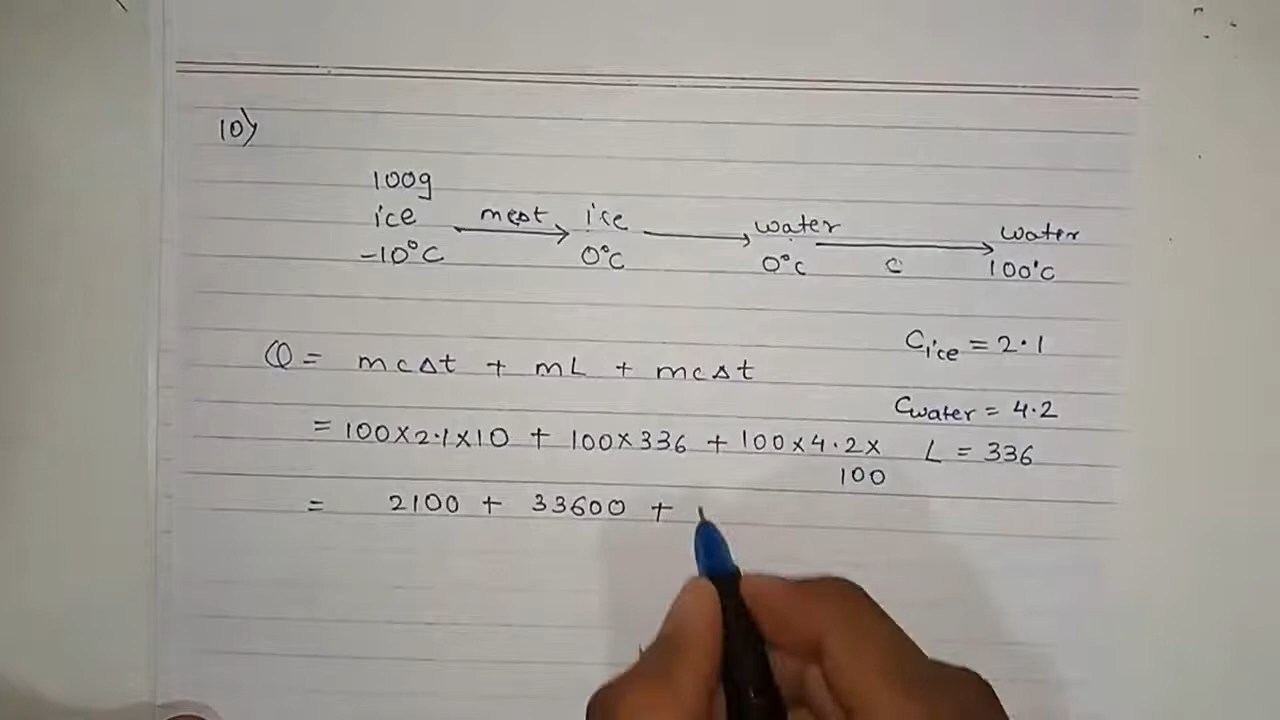 10)
100g
ice meat ice water water
-10°C 0°C 0°C C 100°C
Cice = 2.1
Q = mcΔt + mL + mcΔt
Cwater = 4.2
= 100×2.1×10 + 100×336 + 100×4.2× L = 336
100
= 2100 + 33600 +